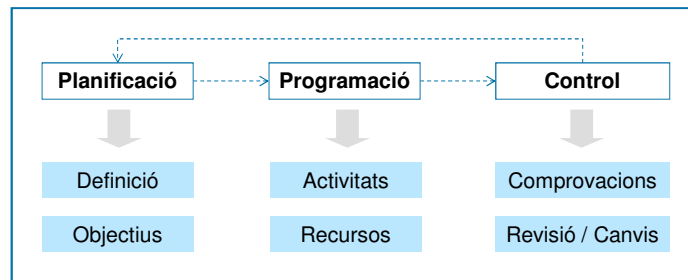 Planificació
Programació
Control
Definició
Activitats
Comprovacions
Objectius
Recursos
Revisió / Canvis